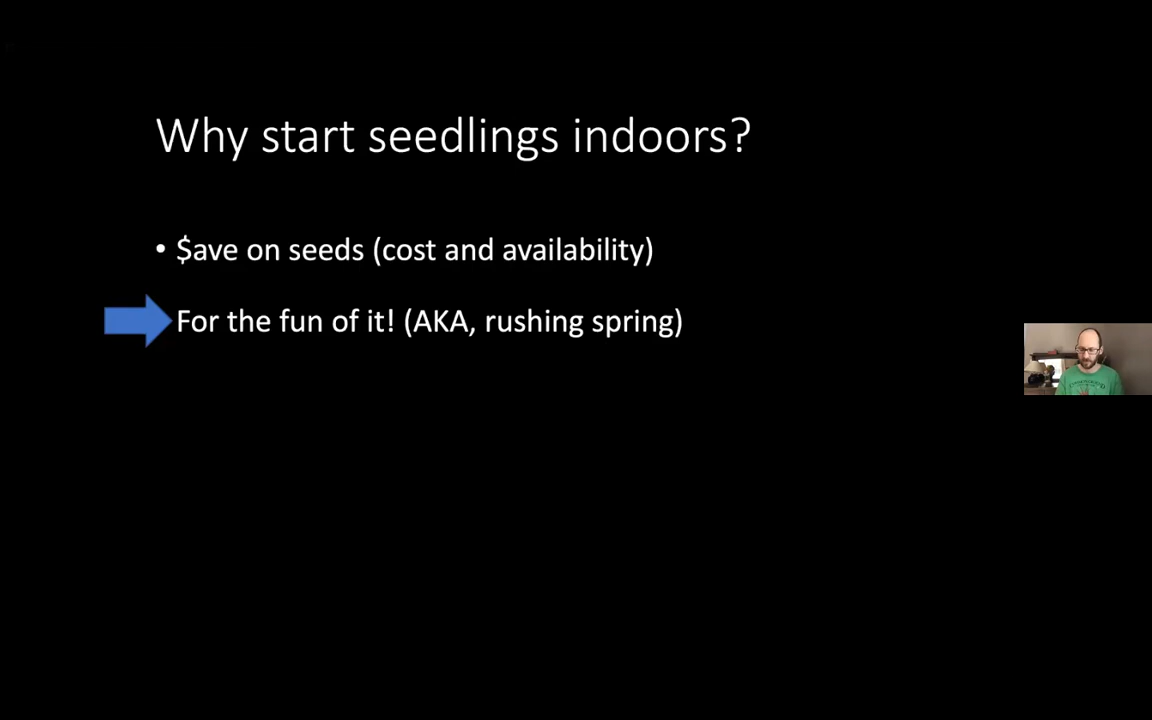 Why start seedlings indoors?
• $ave on seeds (cost and availability)
For the fun of it! (AKA, rushing spring)